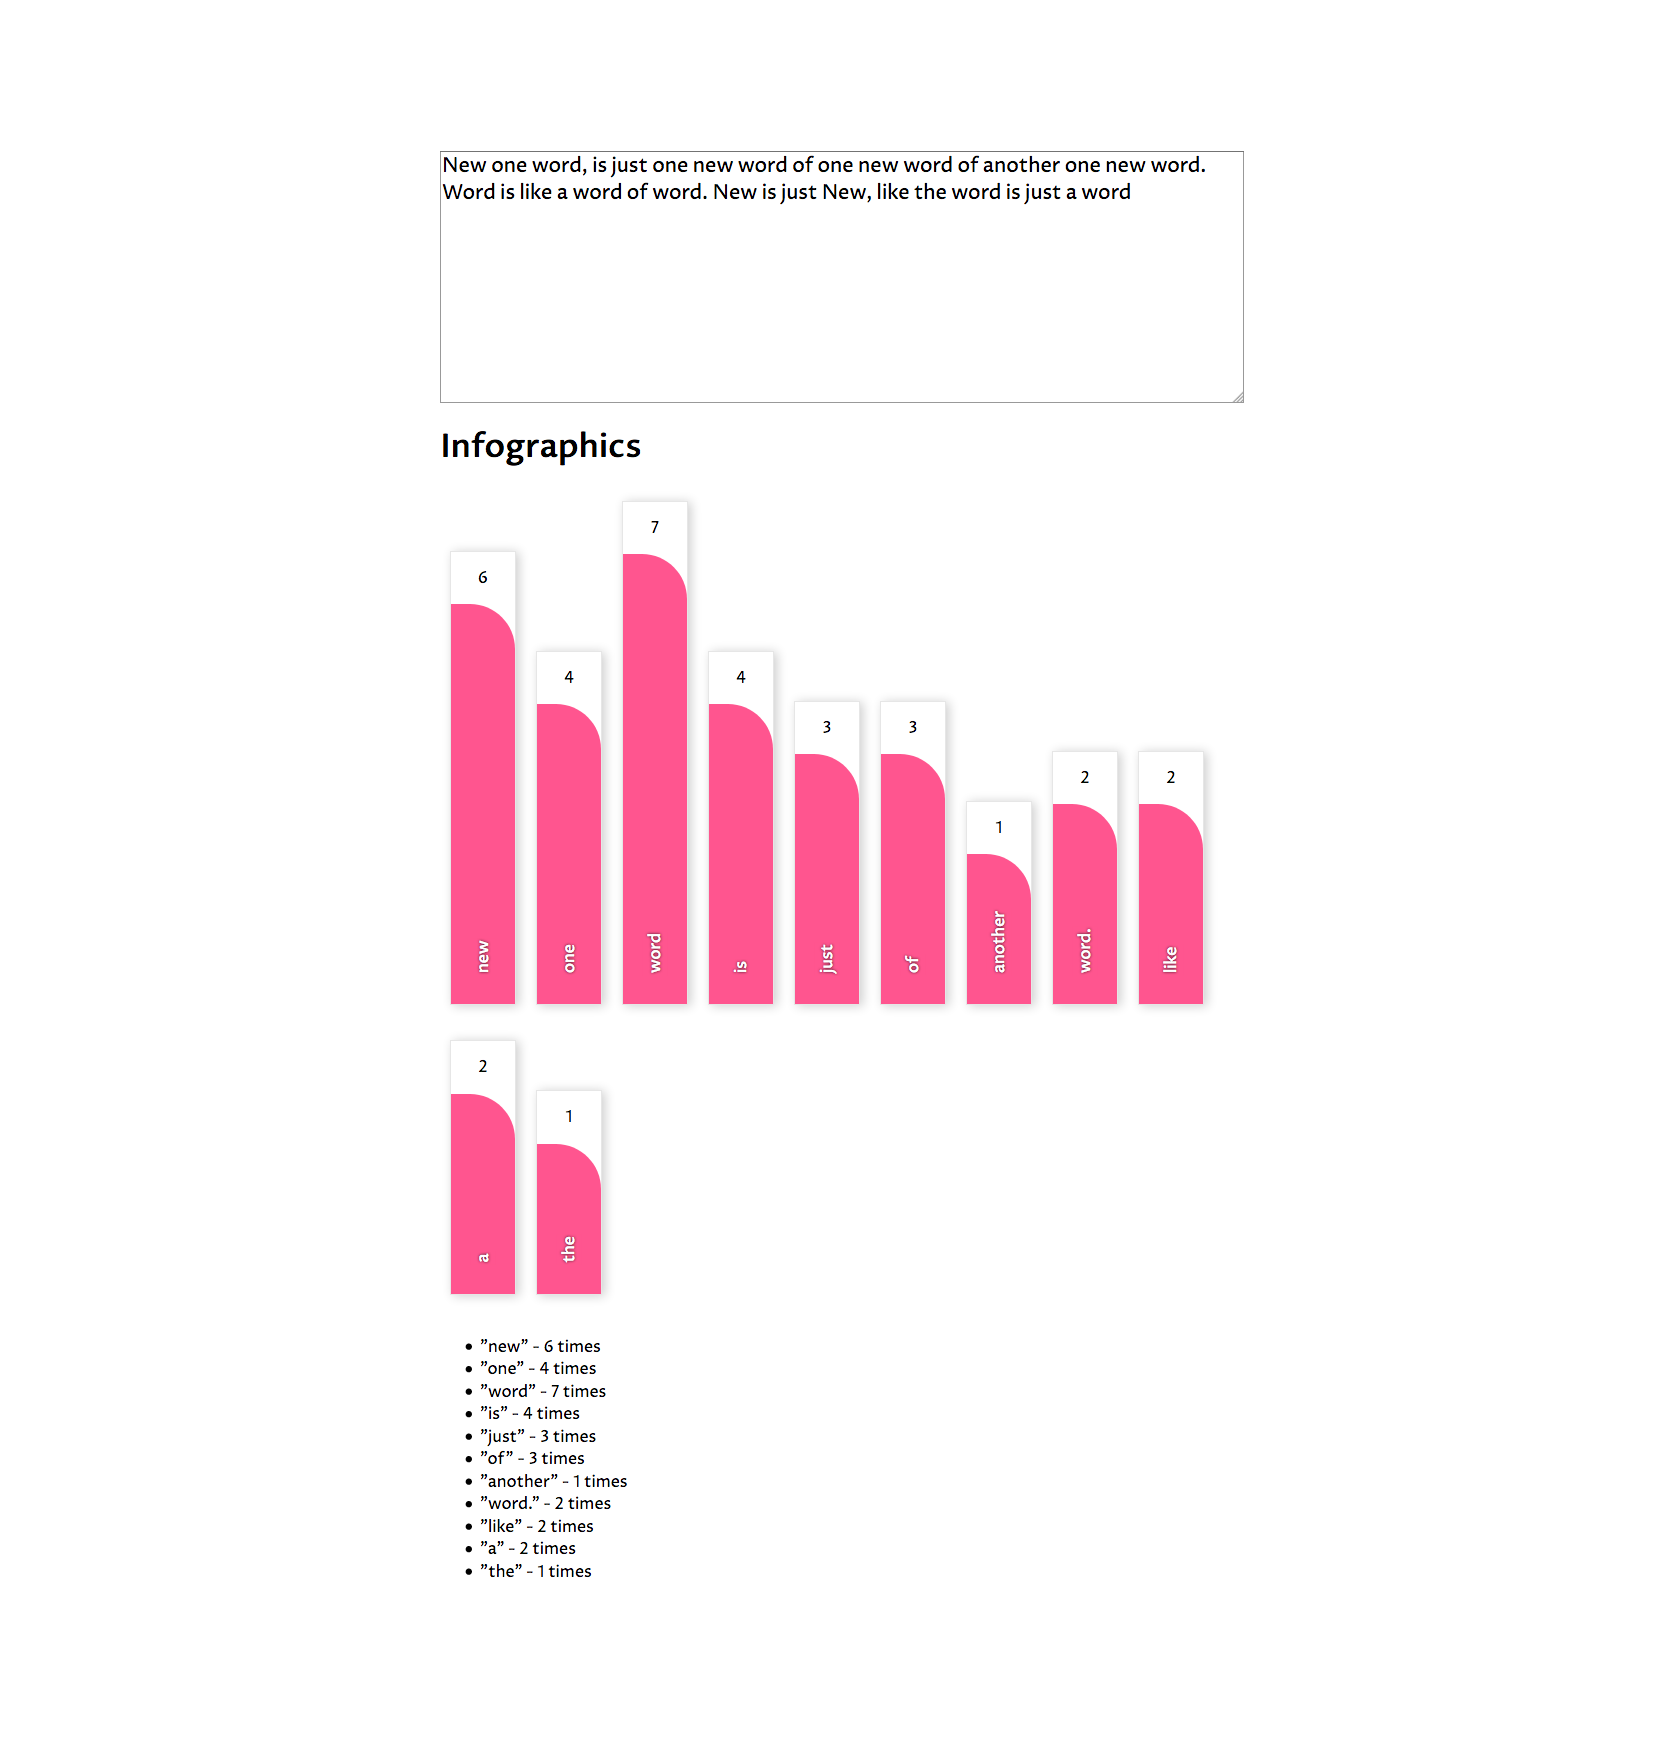 New one word, is just one new word of one new word of another one new word.
Word is like a word of word. New is just New, like the word is just a word
Infographics
6
4
7
4
3
3
1
2
2
new
one
word
is
just
of
another
word.
like
2
1
a
the
• ”new” - 6 times
• ”one” - 4 times
• ”word” - 7 times
• ”is” - 4 times
• ”just” - 3 times
• ”of” - 3 times
• ”another” - 1 times
• ”word.” - 2 times
• ”like” - 2 times
• ”a” - 2 times
• ”the” - 1 times